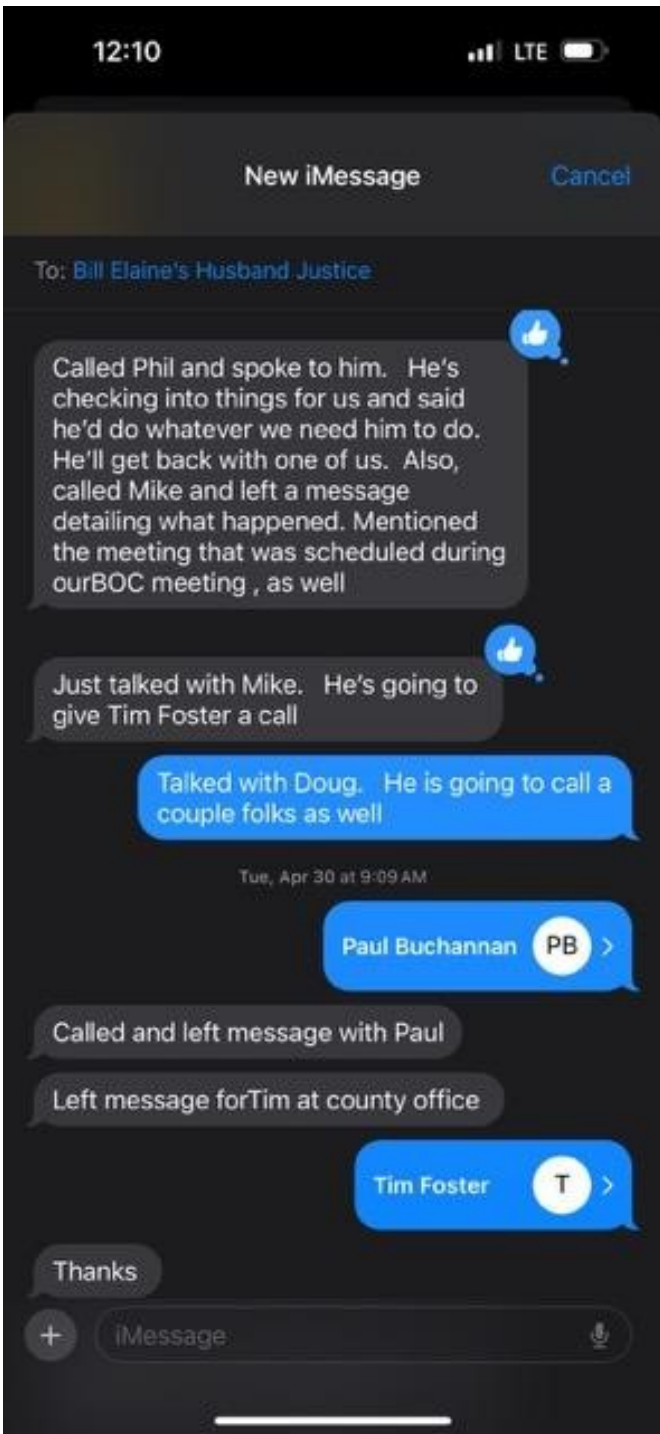 12:10 LTE
New iMessage Cancel
To: Bill Elaine's Husband Justice
Called Phil and spoke to him.   He's
checking into things for us and said
he'd do whatever we need him to do.
He'll get back with one of us.  Also,
called Mike and left a message
detailing what happened. Mentioned
the meeting that was scheduled during
ourBOC meeting , as well
Just talked with Mike.   He's going to
give Tim Foster a call
Talked with Doug.   He is going to call a
couple folks as well
Tue, Apr 30 at 9:09 AM
Paul Buchannan PB
Called and left message with Paul
Left message forTim at county office
Tim Foster T
Thanks
iMessage